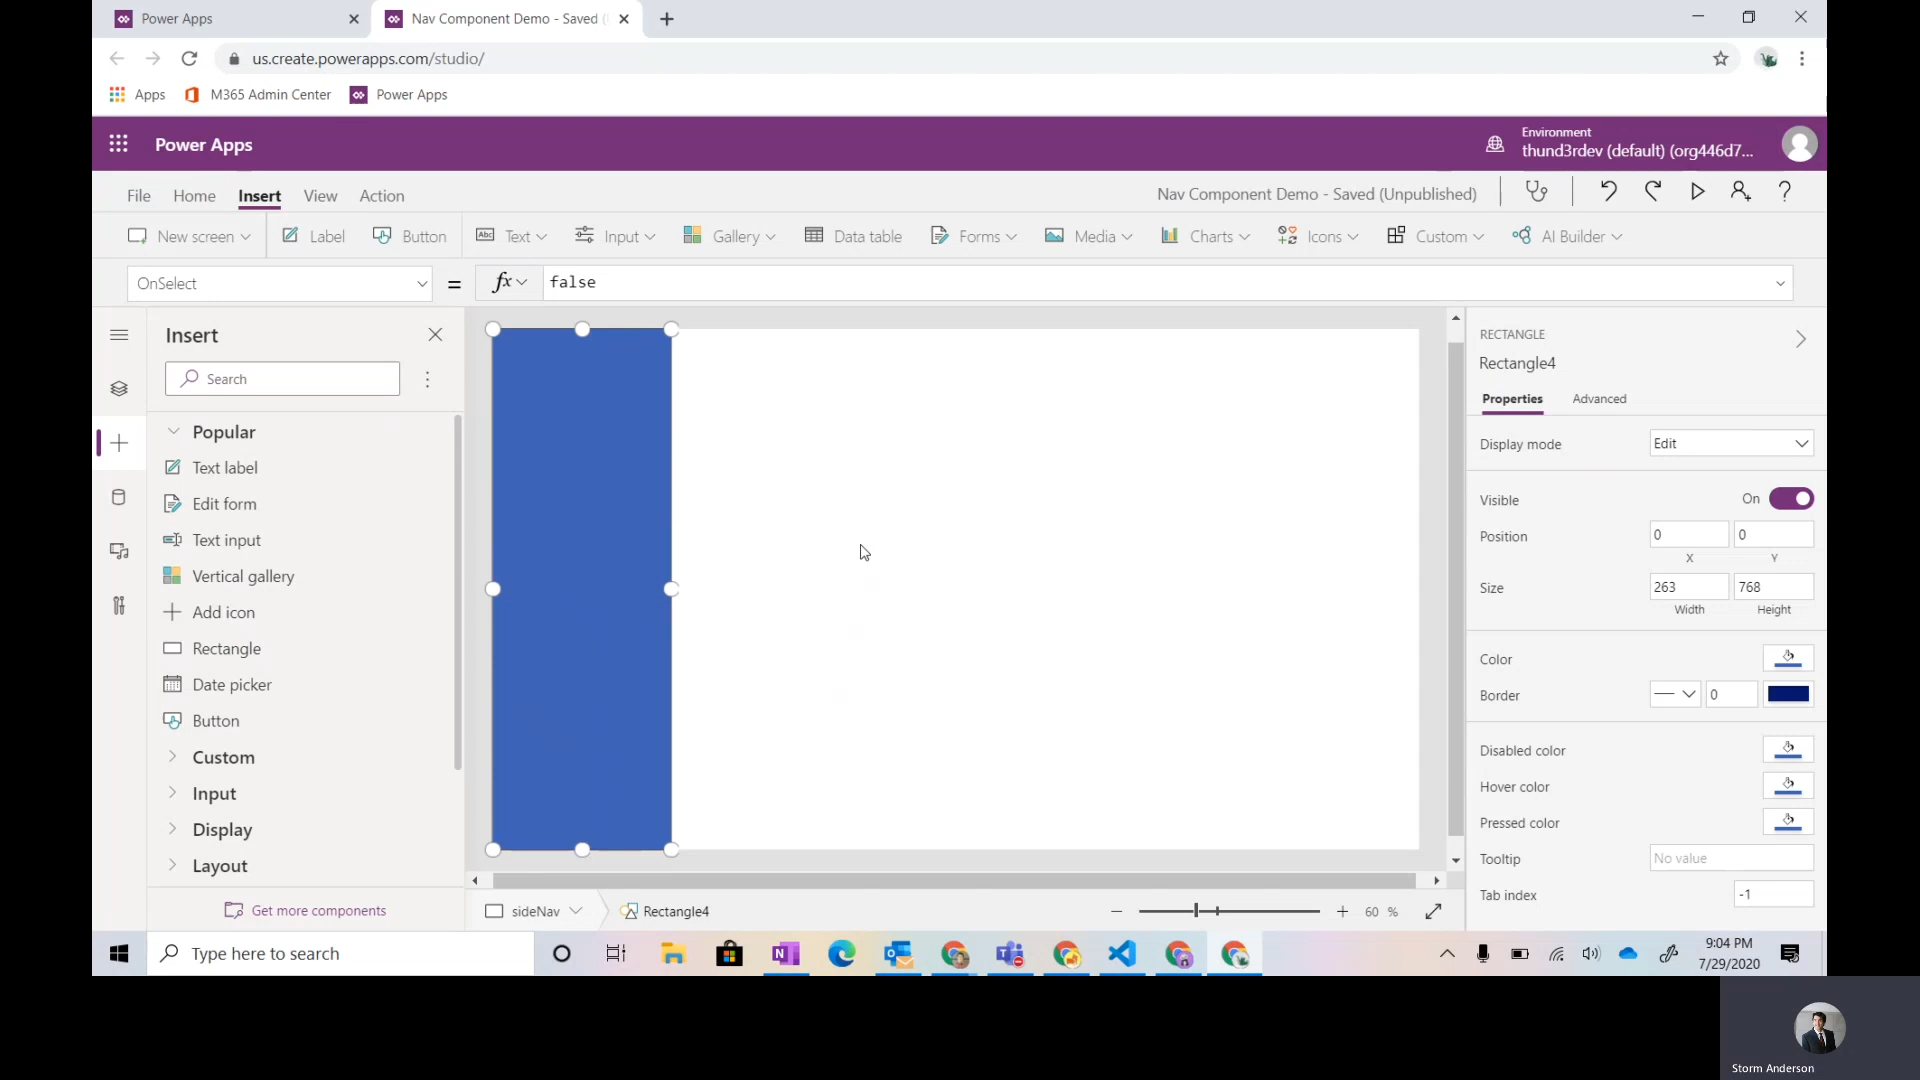 Power Apps
Nav Component Demo - Saved (
us.create.powerapps.com/studio/
Apps
M365 Admin Center
Power Apps
Power Apps
Environment
thund3rdev (default) (org446d7...
File
Home
Insert
View
Action
Nav Component Demo - Saved (Unpublished)
New screen
Label
Button
Abc
Text
Input
Gallery
Data table
Forms
Media
Charts
Icons
Custom
AI Builder
OnSelect
=
fx
false
Insert
Search
Popular
Text label
Edit form
Text input
Vertical gallery
Add icon
Rectangle
Date picker
Button
Custom
Input
Display
Layout
Get more components
RECTANGLE
Rectangle4
Properties
Advanced
Display mode
Edit
Visible
On
Position
0
0
X
Y
Size
263
768
Width
Height
Color
Border
0
Disabled color
Hover color
Pressed color
Tooltip
No value
Tab index
-1
sideNav
Rectangle4
60 %
Type here to search
9:04 PM
7/29/2020
Storm Anderson